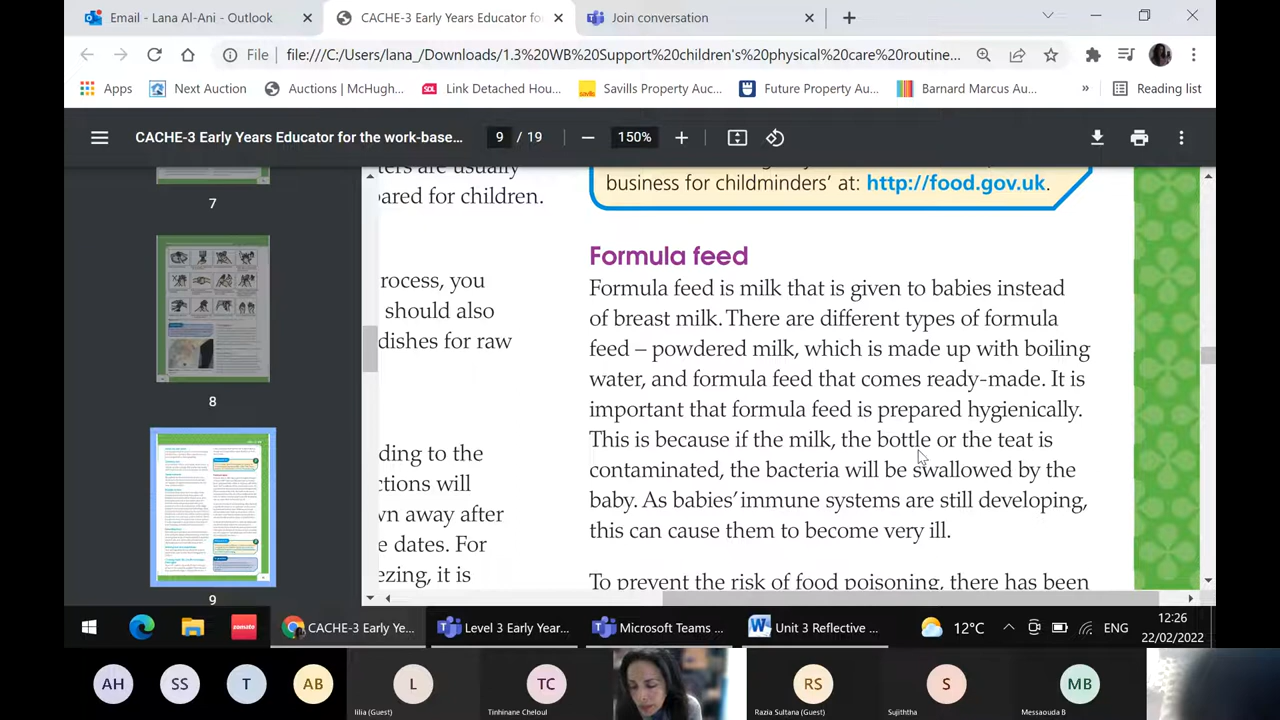 Email - Lana Al-Ani - Outlook
CACHE-3 Early Years Educator fo
Join conversation
File
file:///C:/Users/lana_/Downloads/1.3%20WB%20Support%20children's%20physical%20care%20routine...
Apps
Next Auction
Auctions | McHugh...
Link Detached Hou...
Savills Property Auc...
Future Property Au...
Barnard Marcus Au...
»
Reading list
CACHE-3 Early Years Educator for the work-base...
9 / 19
150%
7
8
9
ters are usually
pared for children.
rocess, you
should also
dishes for raw
ding to the
ctions will
wn away after
e dates. For
ezing, it is
business for childminders’ at: http://food.gov.uk.
Formula feed
Formula feed is milk that is given to babies instead
of breast milk. There are different types of formula
feed – powdered milk, which is made up with boiling
water, and formula feed that comes ready-made. It is
important that formula feed is prepared hygienically.
This is because if the milk, the bottle or the teat is
contaminated, the bacteria will be swallowed by the
baby. As babies’ immune systems are still developing,
this can cause them to become very ill.
To prevent the risk of food poisoning, there has been
zomato
CACHE-3 Early Ye...
Level 3 Early Year...
Microsoft Teams ...
Unit 3 Reflective ...
12°C
ENG
12:26
22/02/2022
AH
SS
T
AB
L
lilia (Guest)
TC
Tinhinane Cheloul
RS
Razia Sultana (Guest)
S
Sujiththa
MB
Messaouda B